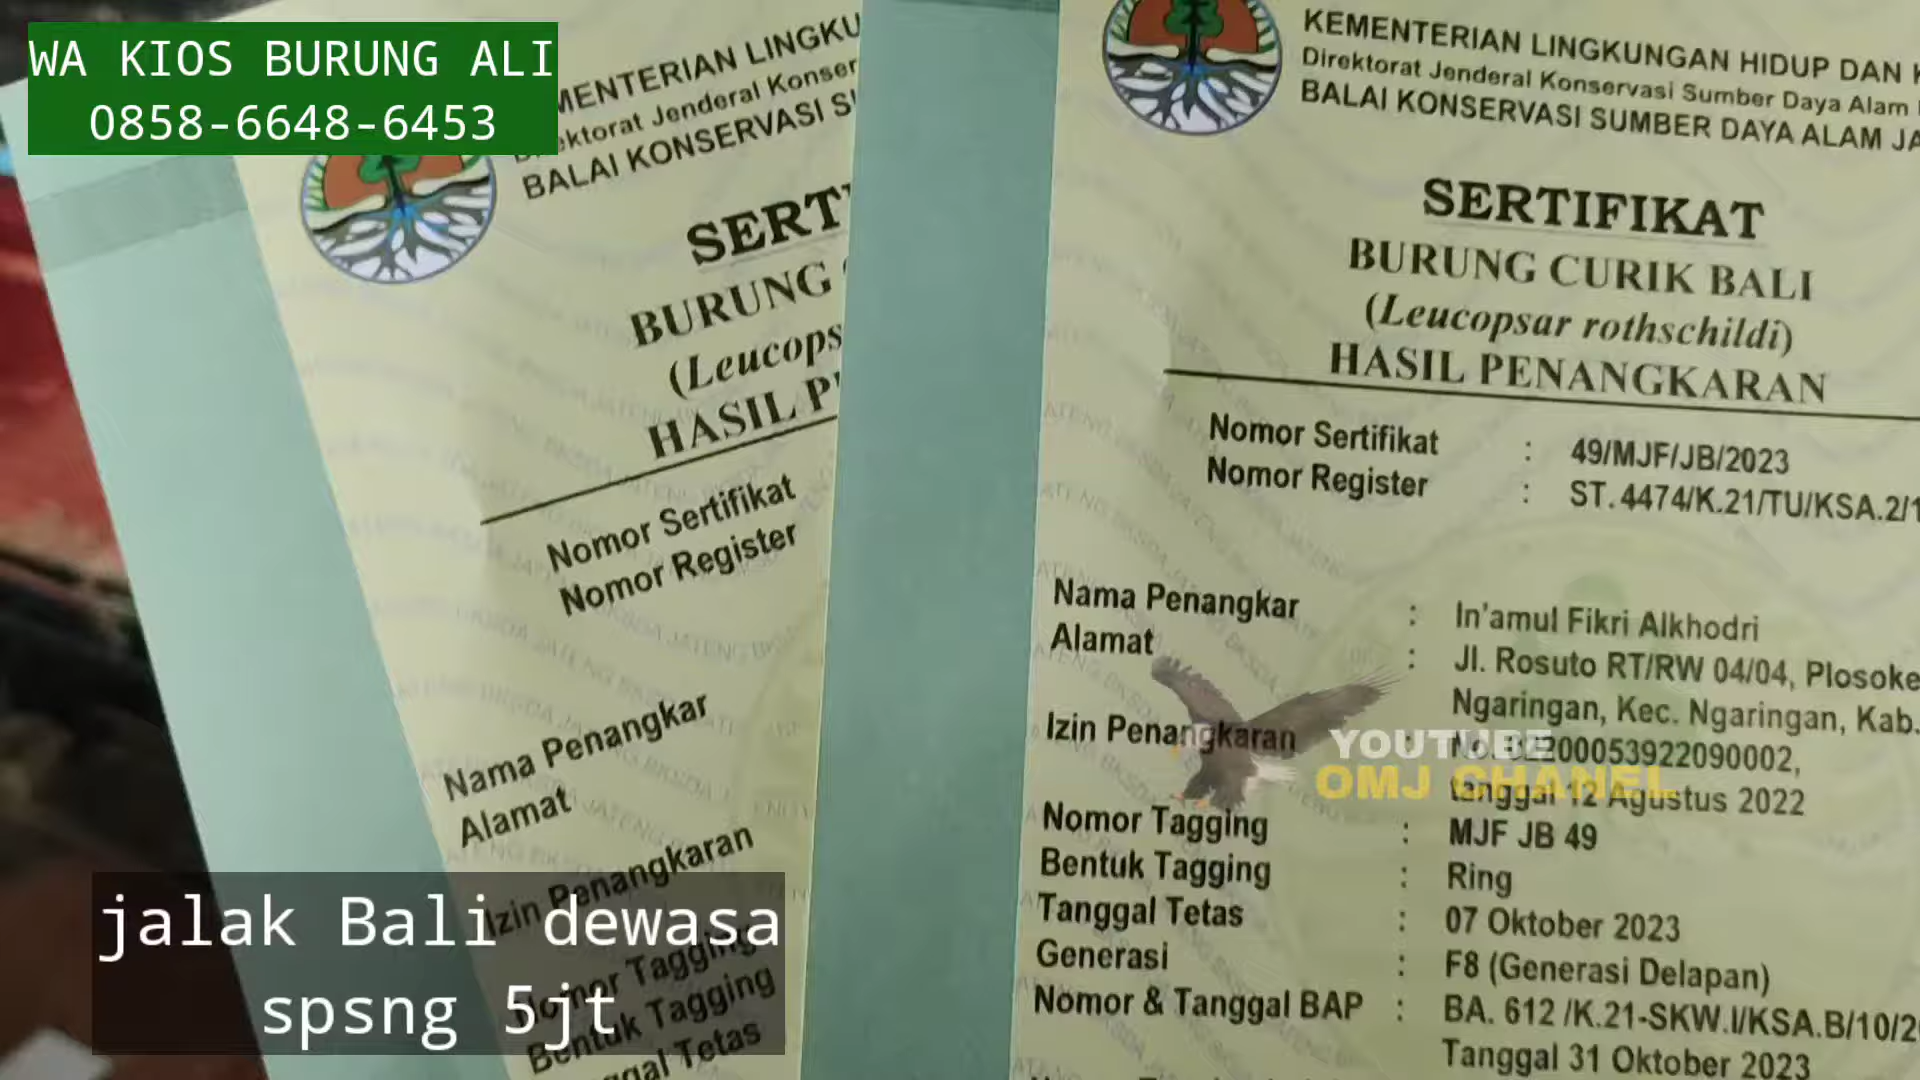 WA KIOS BURUNG ALI
0858-6648-6453
KEMENTERIAN LINGKUNGAN HIDUP DAN
Direktorat Jenderal Konservasi Sumber Daya Alam
BALAI KONSERVASI SUMBER DAYA ALAM JA
SERTIFIKAT
BURUNG CURIK BALI
(Leucopsar rothschildi)
HASIL PENANGKARAN
Nomor Sertifikat : 49/MJF/JB/2023
Nomor Register : ST. 4474/K.21/TU/KSA.2/1
Nama Penangkar : In'amul Fikri Alkhodri
Alamat : Jl. Rosuto RT/RW 04/04, Plosoke
Ngaringan, Kec. Ngaringan, Kab.
Izin Penangkaran
tanggal 12 Agustus 2022
Nomor Tagging : MJF JB 49
Bentuk Tagging : Ring
Tanggal Tetas : 07 Oktober 2023
Generasi : F8 (Generasi Delapan)
Nomor & Tanggal BAP : BA. 612 /K.21-SKW.I/KSA.B/10/2
Tanggal 31 Oktober 2023
MENTERIAN LINGKU
ektorat Jenderal Konser
BALAI KONSERVASI S
SERT
BURUNG
(Leucops
HASIL P
Nomor Sertifikat
Nomor Register
Nama Penangkar
Alamat
Izin Penangkaran
Nomor Tagging
Bentuk Tagging
gal Tetas
YOUTUBE
OMJ CHANEL
jalak Bali dewasa
spsng 5jt